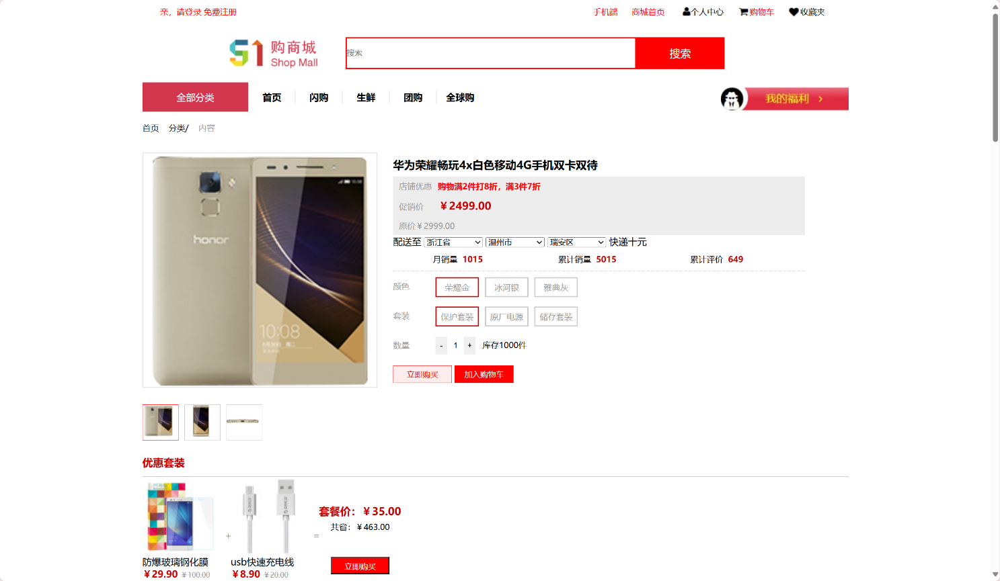 亲，请登录 免费注册 手机端 商城首页 个人中心 购物车 收藏夹
购商城
Shop Mall
搜索 搜索
全部分类 首页 闪购 生鲜 团购 全球购 我的福利 >
首页 分类/ 内容
华为荣耀畅玩4x白色移动4G手机双卡双待
店铺优惠 购物满2件打8折，满3件7折
促销价 ¥2499.00
原价¥2999.00
配送至 浙江省 温州市 瑞安区 快递十元
月销量 1015 累计销量 5015 累计评价 649
颜色 荣耀金 冰河银 雅典灰
套装 保护套装 原厂电源 储存套装
数量 - 1 + 库存1000件
立即购买 加入购物车
honor
10:08
优惠套装
套餐价：¥35.00
共省：¥463.00
+ =
防爆玻璃钢化膜 usb快速充电线 立即购买
¥29.90 ¥100.00 ¥8.90 ¥20.00